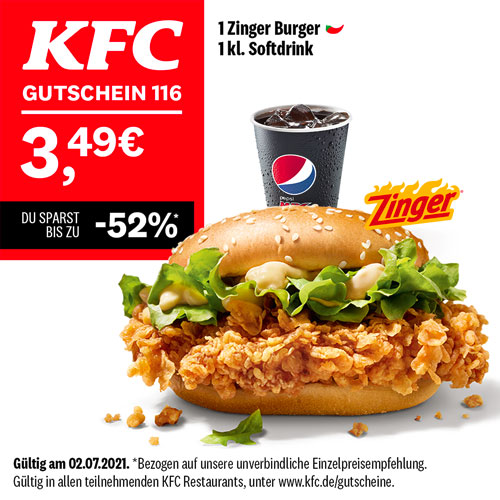 KFC
GUTSCHEIN 116
3,49€
DU SPARST
BIS ZU
-52%*
1 Zinger Burger
1 kl. Softdrink
pepsi
Zinger
Gültig am 02.07.2021. *Bezogen auf unsere unverbindliche Einzelpreisempfehlung.
Gültig in allen teilnehmenden KFC Restaurants, unter www.kfc.de/gutscheine.